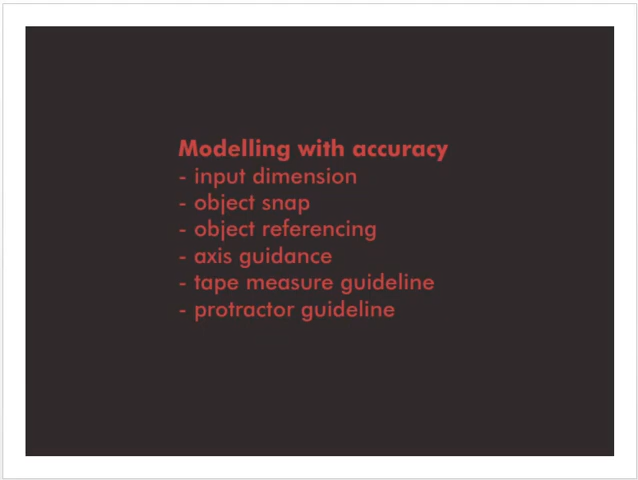 Modelling with accuracy
- input dimension
- object snap
- object referencing
- axis guidance
- tape measure guideline
- protractor guideline